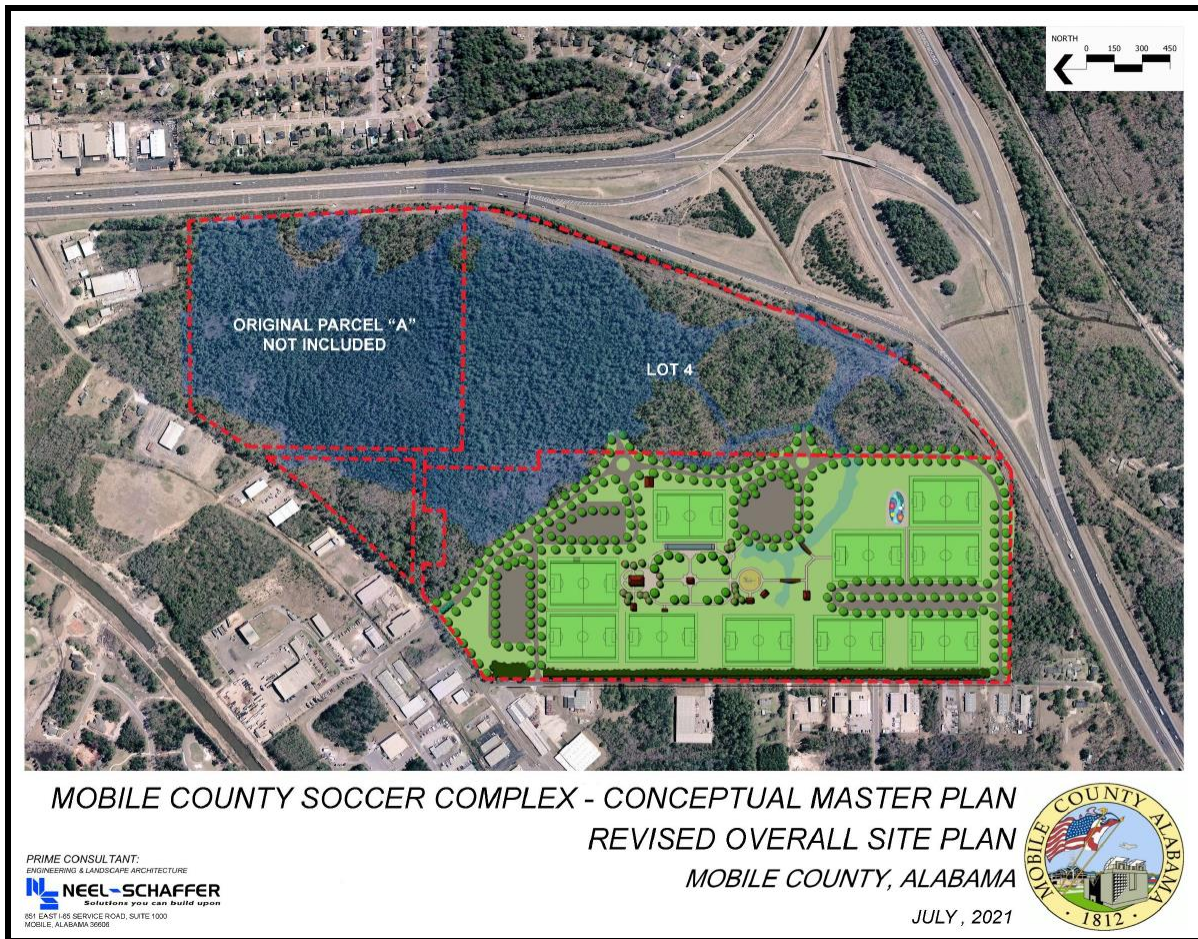 NORTH
0 150 300 450
ORIGINAL PARCEL “A”
NOT INCLUDED
LOT 4
MOBILE COUNTY SOCCER COMPLEX - CONCEPTUAL MASTER PLAN
REVISED OVERALL SITE PLAN
MOBILE COUNTY, ALABAMA
JULY , 2021
PRIME CONSULTANT:
ENGINEERING & LANDSCAPE ARCHITECTURE
NS NEEL-SCHAFFER
Solutions you can build upon
851 EAST I-65 SERVICE ROAD, SUITE 1000
MOBILE, ALABAMA 36606
MOBILE COUNTY ALABAMA
· 1812 ·